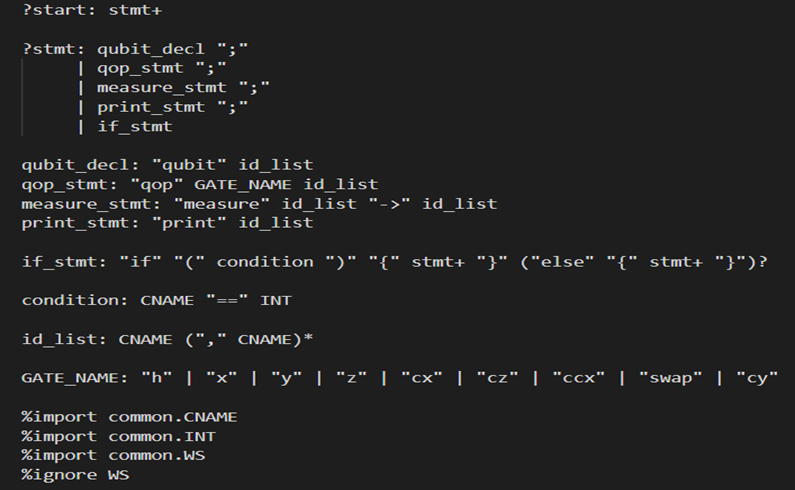 ?start: stmt+
?stmt: qubit_decl ";"
| qop_stmt ";"
| measure_stmt ";"
| print_stmt ";"
| if_stmt
qubit_decl: "qubit" id_list
qop_stmt: "qop" GATE_NAME id_list
measure_stmt: "measure" id_list "->" id_list
print_stmt: "print" id_list
if_stmt: "if" "(" condition ")" "{" stmt+ "}" ("else" "{" stmt+ "}")?
condition: CNAME "==" INT
id_list: CNAME ("," CNAME)*
GATE_NAME: "h" | "x" | "y" | "z" | "cx" | "cz" | "ccx" | "swap" | "cy"
%import common.CNAME
%import common.INT
%import common.WS
%ignore WS